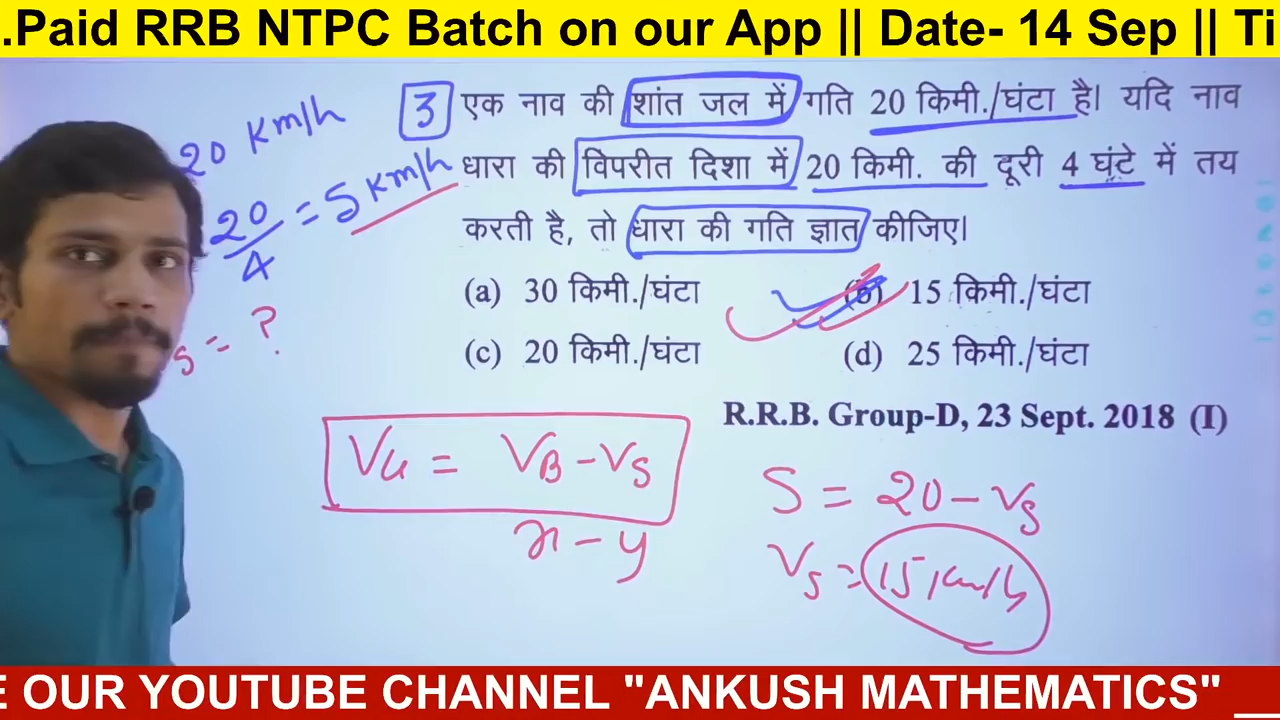 .Paid RRB NTPC Batch on our App || Date- 14 Sep || Ti
20 Km/h
20/4 = 5 Km/h
s = ?
3 एक नाव की शांत जल में गति 20 किमी./घंटा है। यदि नाव
धारा की विपरीत दिशा में 20 किमी. की दूरी 4 घंटे में तय
करती है, तो धारा की गति ज्ञात कीजिए।
(a) 30 किमी./घंटा (b) 15 किमी./घंटा
(c) 20 किमी./घंटा (d) 25 किमी./घंटा
R.R.B. Group-D, 23 Sept. 2018 (I)
Vu = VB - VS
x - y
5 = 20 - VS
VS = 15 km/h
E OUR YOUTUBE CHANNEL "ANKUSH MATHEMATICS" __